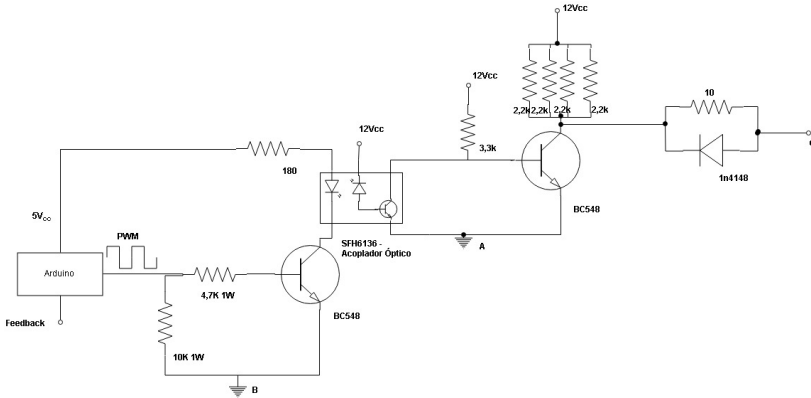 12Vcc
2,2k 2,2k 2,2k 2,2k
12Vcc
3,3k
10
1n4148
BC548
12Vcc
180
A
SFH6136 -
Acoplador Óptico
5Vcc
PWM
Arduino
4,7K 1W
BC548
Feedback
10K 1W
B